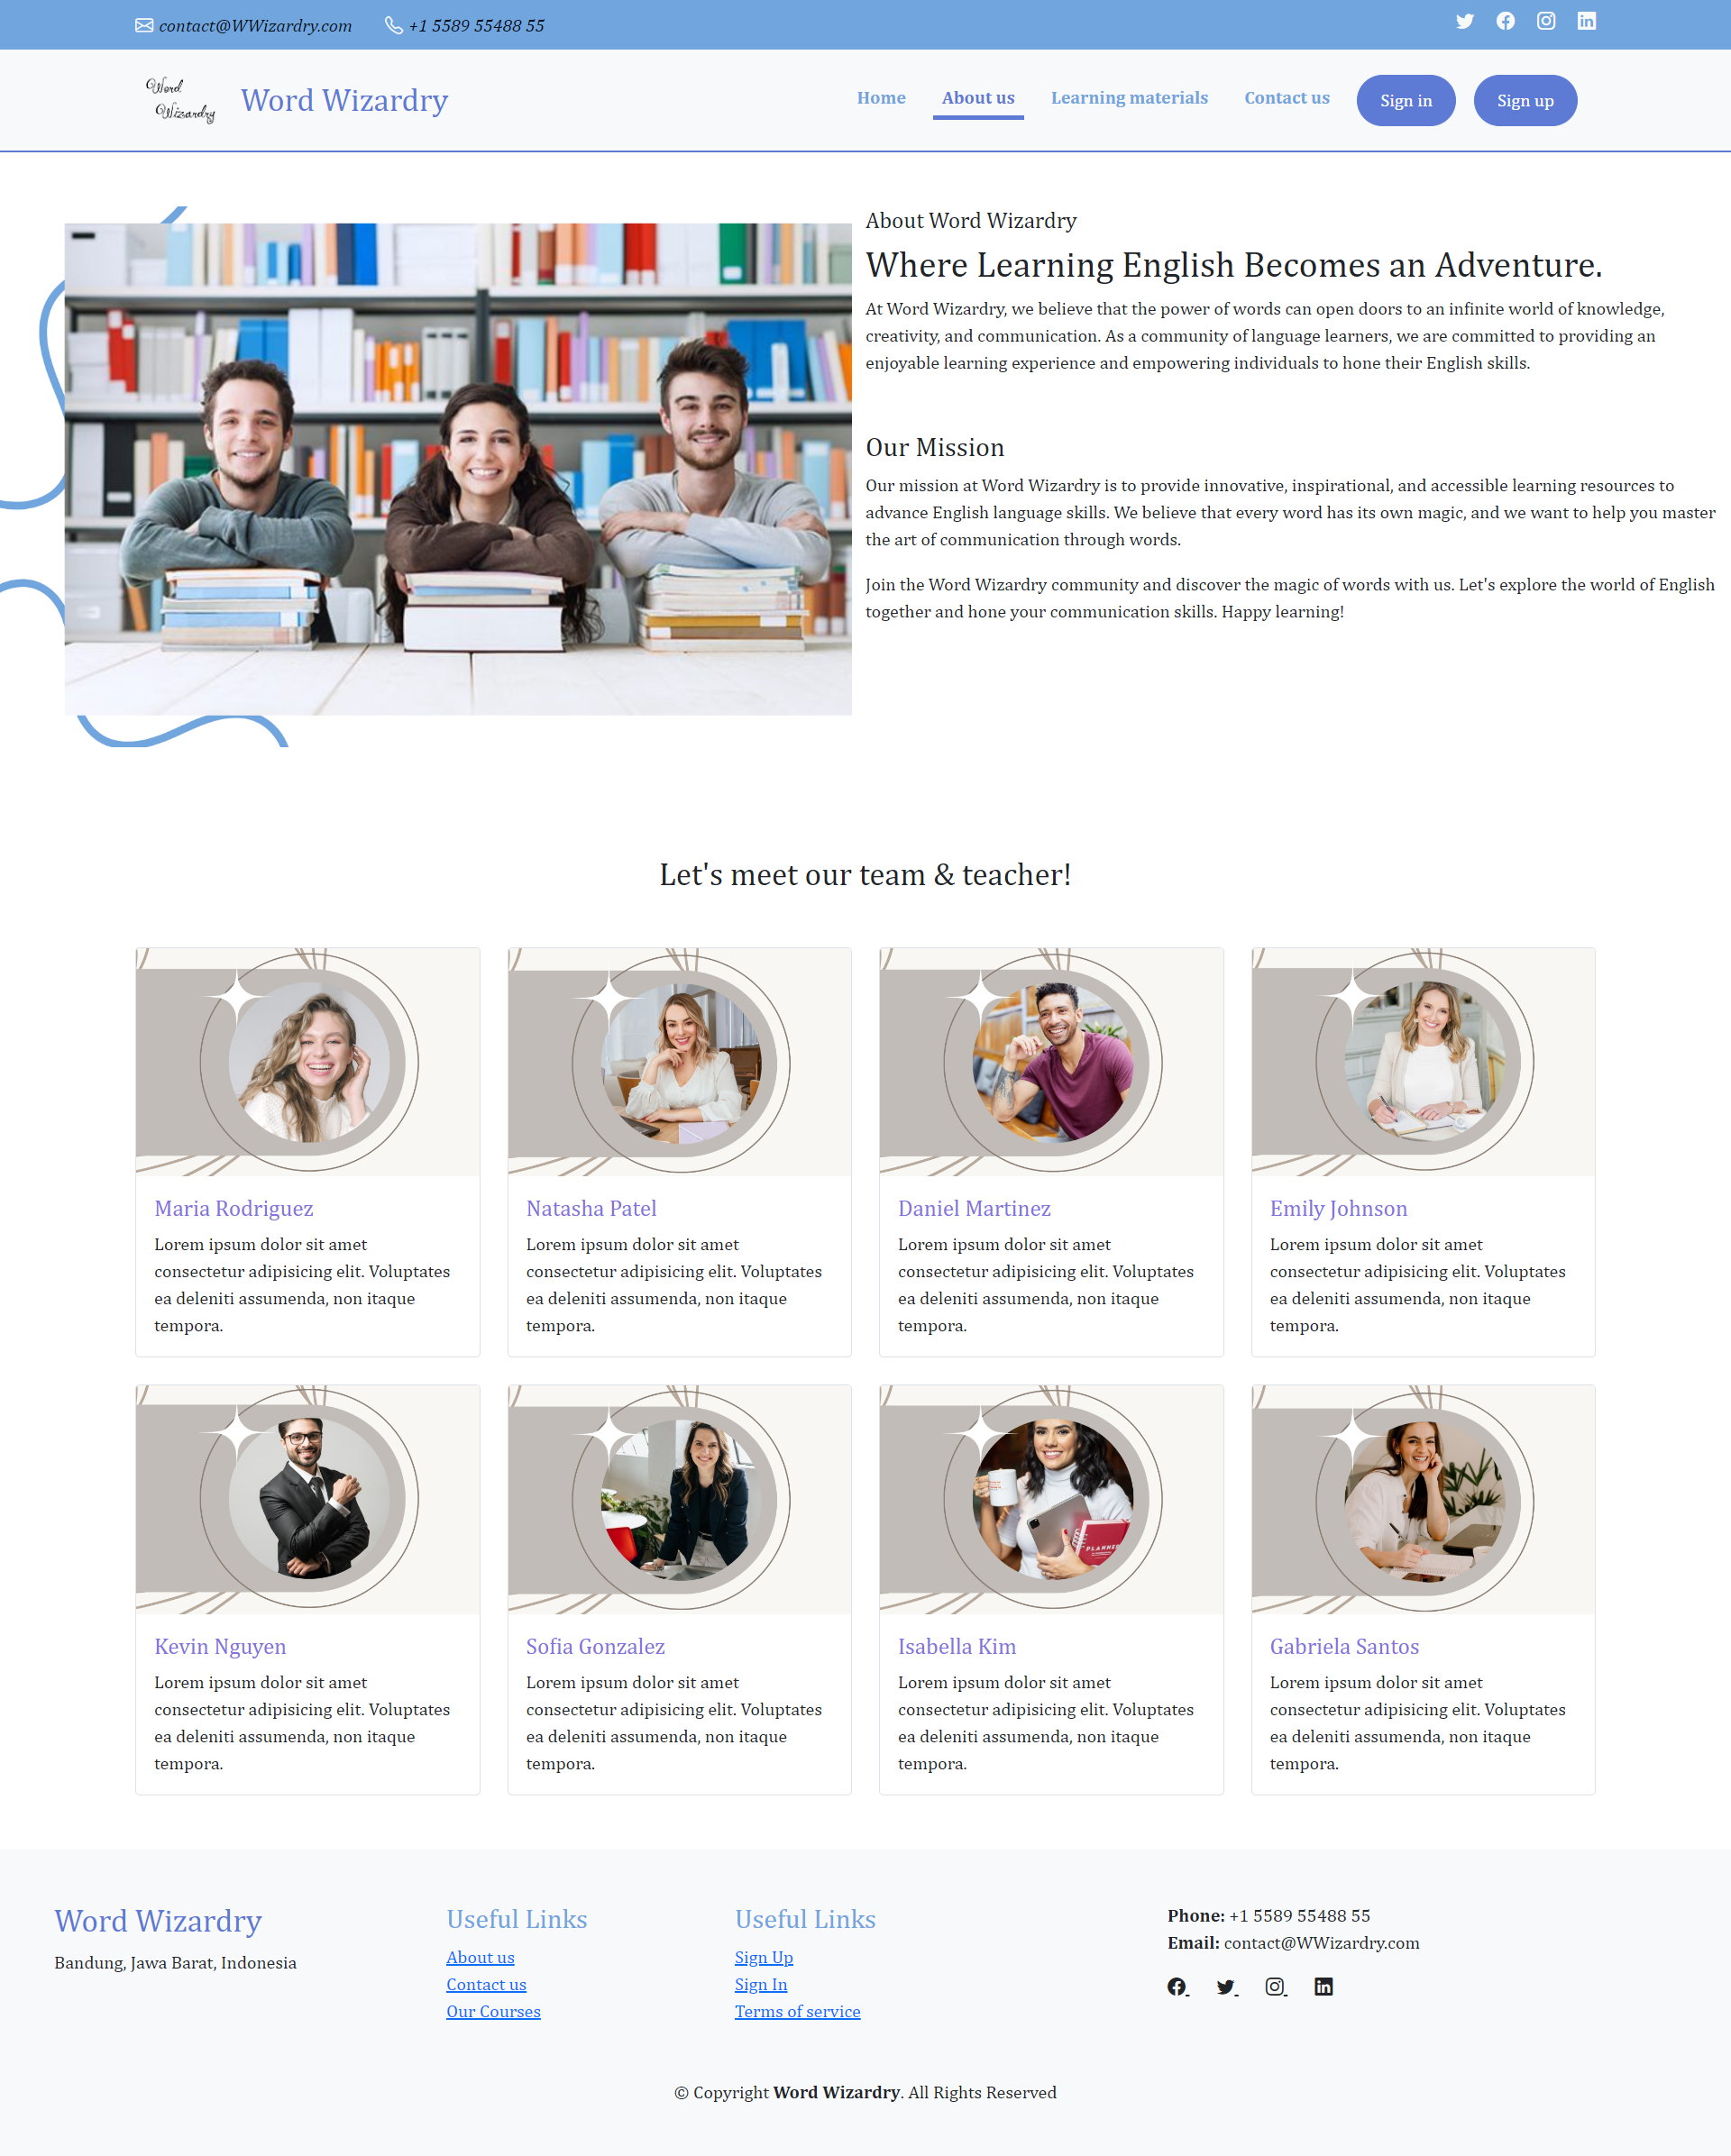 contact@WWizardry.com +1 5589 55488 55
Word
Wizardry
Word Wizardry
Home About us Learning materials Contact us Sign in Sign up
About Word Wizardry
Where Learning English Becomes an Adventure.
At Word Wizardry, we believe that the power of words can open doors to an infinite world of knowledge,
creativity, and communication. As a community of language learners, we are committed to providing an
enjoyable learning experience and empowering individuals to hone their English skills.
Our Mission
Our mission at Word Wizardry is to provide innovative, inspirational, and accessible learning resources to
advance English language skills. We believe that every word has its own magic, and we want to help you master
the art of communication through words.
Join the Word Wizardry community and discover the magic of words with us. Let's explore the world of English
together and hone your communication skills. Happy learning!
Let's meet our team & teacher!
Maria Rodriguez
Lorem ipsum dolor sit amet
consectetur adipisicing elit. Voluptates
ea deleniti assumenda, non itaque
tempora.
Natasha Patel
Lorem ipsum dolor sit amet
consectetur adipisicing elit. Voluptates
ea deleniti assumenda, non itaque
tempora.
Daniel Martinez
Lorem ipsum dolor sit amet
consectetur adipisicing elit. Voluptates
ea deleniti assumenda, non itaque
tempora.
Emily Johnson
Lorem ipsum dolor sit amet
consectetur adipisicing elit. Voluptates
ea deleniti assumenda, non itaque
tempora.
Kevin Nguyen
Lorem ipsum dolor sit amet
consectetur adipisicing elit. Voluptates
ea deleniti assumenda, non itaque
tempora.
Sofia Gonzalez
Lorem ipsum dolor sit amet
consectetur adipisicing elit. Voluptates
ea deleniti assumenda, non itaque
tempora.
PLANNER
Isabella Kim
Lorem ipsum dolor sit amet
consectetur adipisicing elit. Voluptates
ea deleniti assumenda, non itaque
tempora.
Gabriela Santos
Lorem ipsum dolor sit amet
consectetur adipisicing elit. Voluptates
ea deleniti assumenda, non itaque
tempora.
Word Wizardry
Bandung, Jawa Barat, Indonesia
Useful Links
About us
Contact us
Our Courses
Useful Links
Sign Up
Sign In
Terms of service
Phone: +1 5589 55488 55
Email: contact@WWizardry.com
© Copyright Word Wizardry. All Rights Reserved